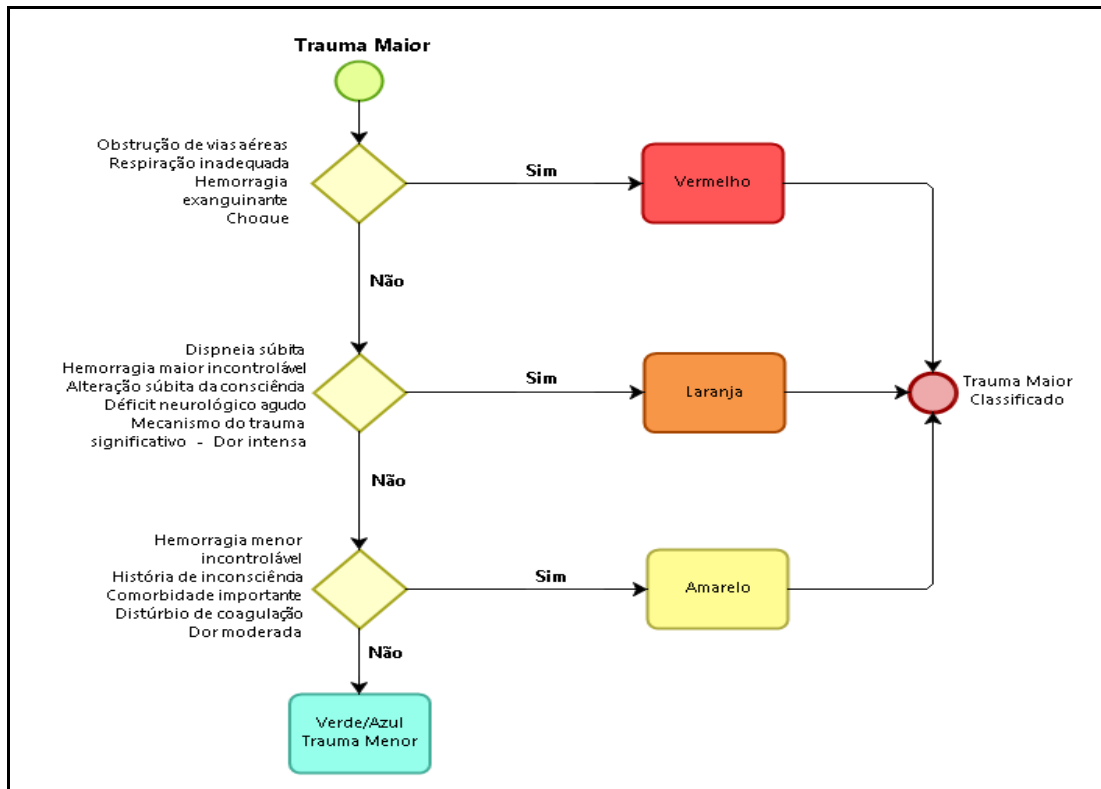 Trauma Maior
Obstrução de vias aéreas
Respiração inadequada
Hemorragia
exanguinante
Choque
Sim
Vermelho
Não
Dispneia súbita
Hemorragia maior incontrolável
Alteração súbita da consciência
Déficit neurológico agudo
Mecanismo do trauma
significativo - Dor intensa
Sim
Laranja
Trauma Maior
Classificado
Não
Hemorragia menor
incontrolável
História de inconsciência
Comorbidade importante
Distúrbio de coagulação
Dor moderada
Sim
Amarelo
Não
Verde/Azul
Trauma Menor